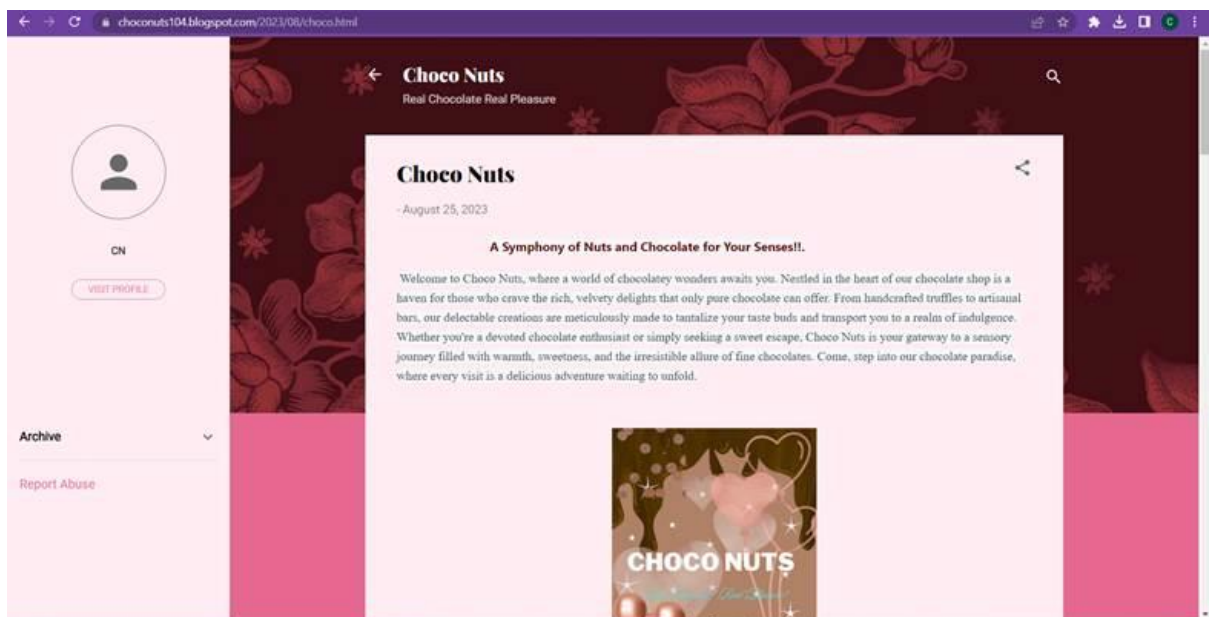 choconuts104.blogspot.com/2023/08/choco.html
C
Choco Nuts
Real Chocolate Real Pleasure
CN
VISIT PROFILE
Archive
Report Abuse
Choco Nuts
- August 25, 2023
A Symphony of Nuts and Chocolate for Your Senses!!.
Welcome to Choco Nuts, where a world of chocolatey wonders awaits you. Nestled in the heart of our chocolate shop is a
haven for those who crave the rich, velvety delights that only pure chocolate can offer. From handcrafted truffles to artisanal
bars, our delectable creations are meticulously made to tantalize your taste buds and transport you to a realm of indulgence.
Whether you're a devoted chocolate enthusiast or simply seeking a sweet escape, Choco Nuts is your gateway to a sensory
journey filled with warmth, sweetness, and the irresistible allure of fine chocolates. Come, step into our chocolate paradise,
where every visit is a delicious adventure waiting to unfold.
CHOCO NUTS